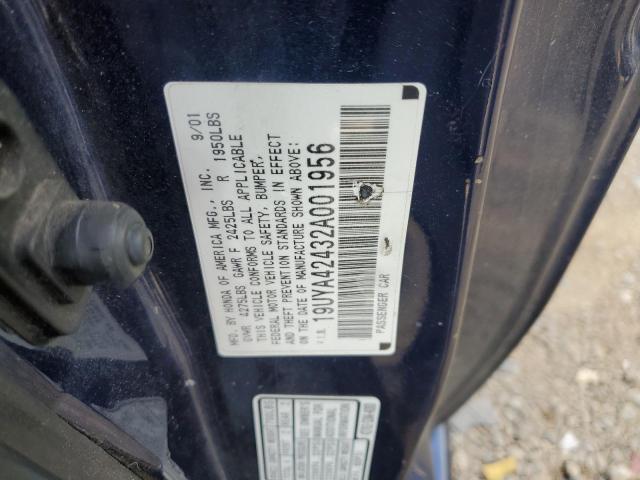 MFG. BY HONDA OF AMERICA MFG., INC. 9/01
GVWR 4275LBS GAWR F 2425LBS R 1950LBS
THIS VEHICLE CONFORMS TO ALL APPLICABLE
FEDERAL MOTOR VEHICLE SAFETY, BUMPER,
AND THEFT PREVENTION STANDARDS IN EFFECT
ON THE DATE OF MANUFACTURE SHOWN ABOVE:
V.I.N. 19UYA42432A001956
PASSENGER CAR